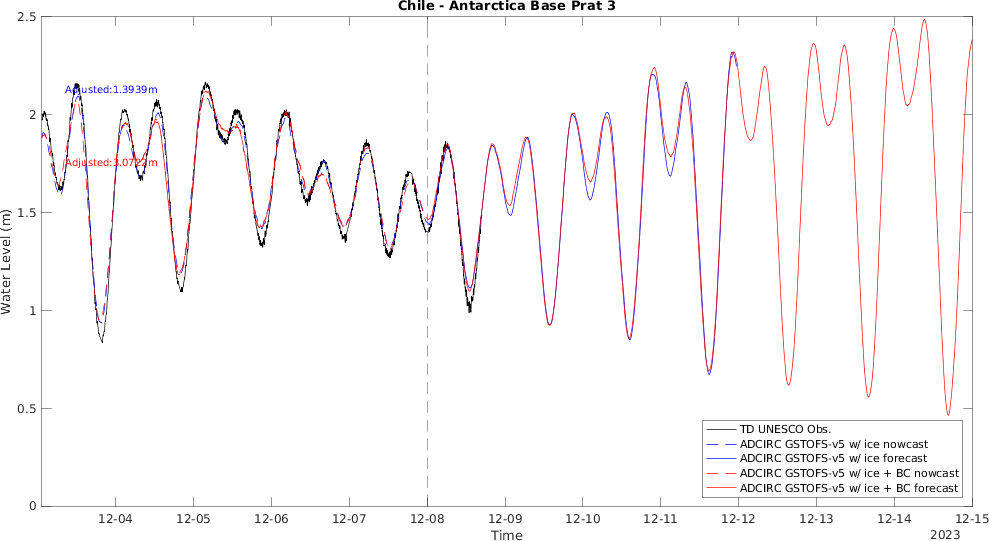 Chile - Antarctica Base Prat 3
2.5
2
1.5
1
0.5
0
Water Level (m)
Adjusted:1.3939m
Adjusted:3.0722m
TD UNESCO Obs.
ADCIRC GSTOFS-v5 w/ ice nowcast
ADCIRC GSTOFS-v5 w/ ice forecast
ADCIRC GSTOFS-v5 w/ ice + BC nowcast
ADCIRC GSTOFS-v5 w/ ice + BC forecast
12-04 12-05 12-06 12-07 12-08 12-09 12-10 12-11 12-12 12-13 12-14 12-15
Time
2023